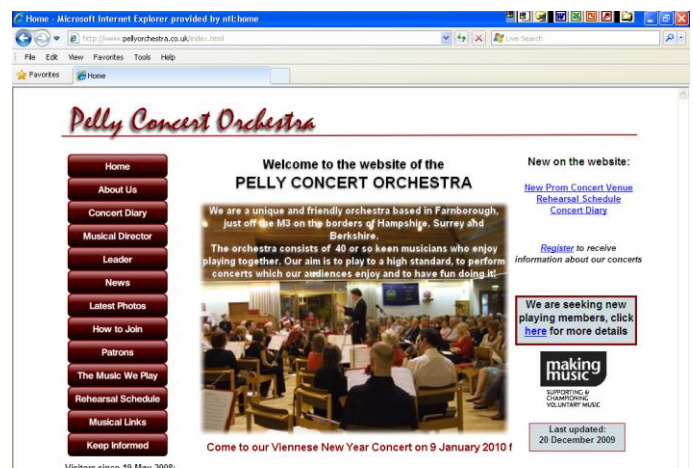 Home - Microsoft Internet Explorer provided by ntl:home
http://www.pellyorchestra.co.uk/index.html
Live Search
File Edit View Favorites Tools Help
Favorites
Home
Pelly Concert Orchestra
Home
About Us
Concert Diary
Musical Director
Leader
News
Latest Photos
How to Join
Patrons
The Music We Play
Rehearsal Schedule
Musical Links
Keep Informed
Visitors since 19 May 2008:
Welcome to the website of the
PELLY CONCERT ORCHESTRA
We are a unique and friendly orchestra based in Farnborough,
just off the M3 on the borders of Hampshire, Surrey and
Berkshire.
The orchestra consists of 40 or so keen musicians who enjoy
playing together. Our aim is to play to a high standard, to perform
concerts which our audiences enjoy and to have fun doing it!
Come to our Viennese New Year Concert on 9 January 2010 f
New on the website:
New Prom Concert Venue
Rehearsal Schedule
Concert Diary
Register to receive
information about our concerts
We are seeking new
playing members, click
here for more details
making
music
SUPPORTING &
CHAMPIONING
VOLUNTARY MUSIC
Last updated:
20 December 2009